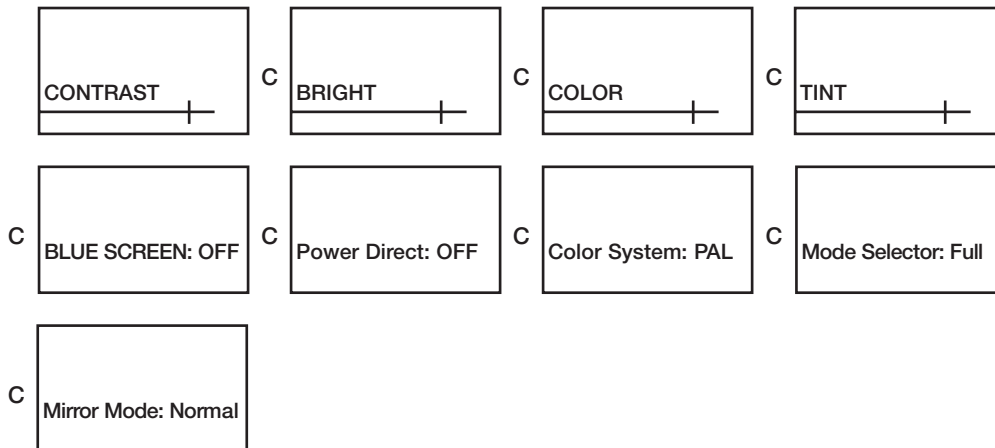 CONTRAST
C
BRIGHT
C
COLOR
C
TINT
C
BLUE SCREEN: OFF
C
Power Direct: OFF
C
Color System: PAL
C
Mode Selector: Full
C
Mirror Mode: Normal